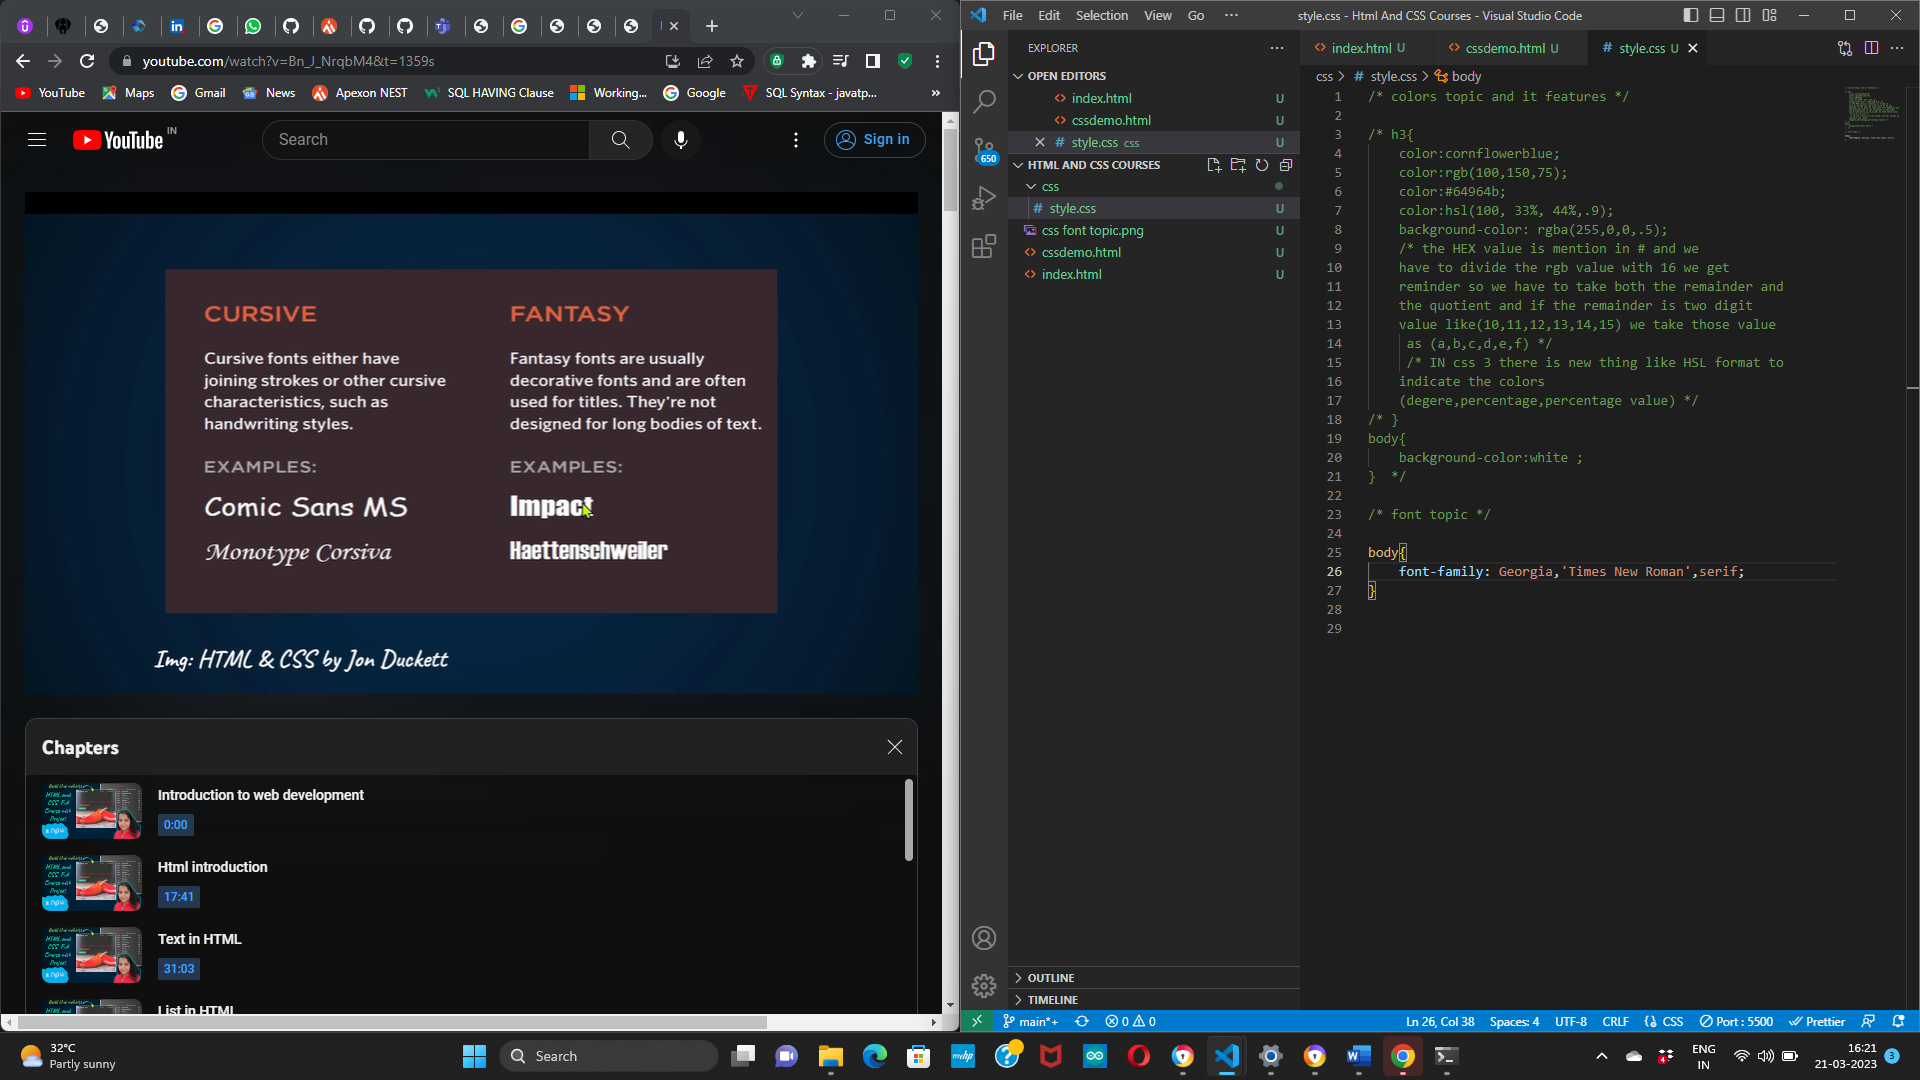 youtube.com/watch?v=Bn_J_NrqbM4&t=1359s
YouTube
Maps
Gmail
News
Apexon NEST
SQL HAVING Clause
Working...
Google
SQL Syntax - javatp...
»
YouTube IN
Search
Sign in
CURSIVE
Cursive fonts either have
joining strokes or other cursive
characteristics, such as
handwriting styles.
EXAMPLES:
Comic Sans MS
Monotype Corsiva
FANTASY
Fantasy fonts are usually
decorative fonts and are often
used for titles. They're not
designed for long bodies of text.
EXAMPLES:
Impact
Haettenschweiler
Img: HTML & CSS by Jon Duckett
Chapters
Introduction to web development
0:00
Html introduction
17:41
Text in HTML
31:03
List in HTML
File Edit Selection View Go ···
style.css - Html And CSS Courses - Visual Studio Code
EXPLORER
OPEN EDITORS
index.html U
cssdemo.html U
style.css css U
650
HTML AND CSS COURSES
css
style.css U
css font topic.png U
cssdemo.html U
index.html U
OUTLINE
TIMELINE
index.html U
cssdemo.html U
style.css U
css > # style.css > body
1 /* colors topic and it features */
2
3 /* h3{
4 color:cornflowerblue;
5 color:rgb(100,150,75);
6 color:#64964b;
7 color:hsl(100, 33%, 44%,.9);
8 background-color: rgba(255,0,0,.5);
9 /* the HEX value is mention in # and we
10 have to divide the rgb value with 16 we get
11 reminder so we have to take both the remainder and
12 the quotient and if the remainder is two digit
13 value like(10,11,12,13,14,15) we take those value
14 as (a,b,c,d,e,f) */
15 /* IN css 3 there is new thing like HSL format to
16 indicate the colors
17 (degere,percentage,percentage value) */
18 /* }
19 body{
20 background-color:white ;
21 } */
22
23 /* font topic */
24
25 body{
26 font-family: Georgia,'Times New Roman',serif;
27 }
28
29
main*+
0 0
Ln 26, Col 38
Spaces: 4
UTF-8
CRLF
{} CSS
Port : 5500
Prettier
32°C
Partly sunny
Search
ENG
IN
16:21
21-03-2023
3